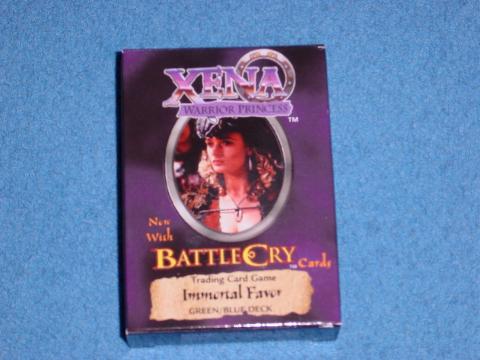 XENA
WARRIOR PRINCESS
TM
New
With
BATTLECRY TM Cards
Trading Card Game
Immortal Favor
GREEN/BLUE DECK